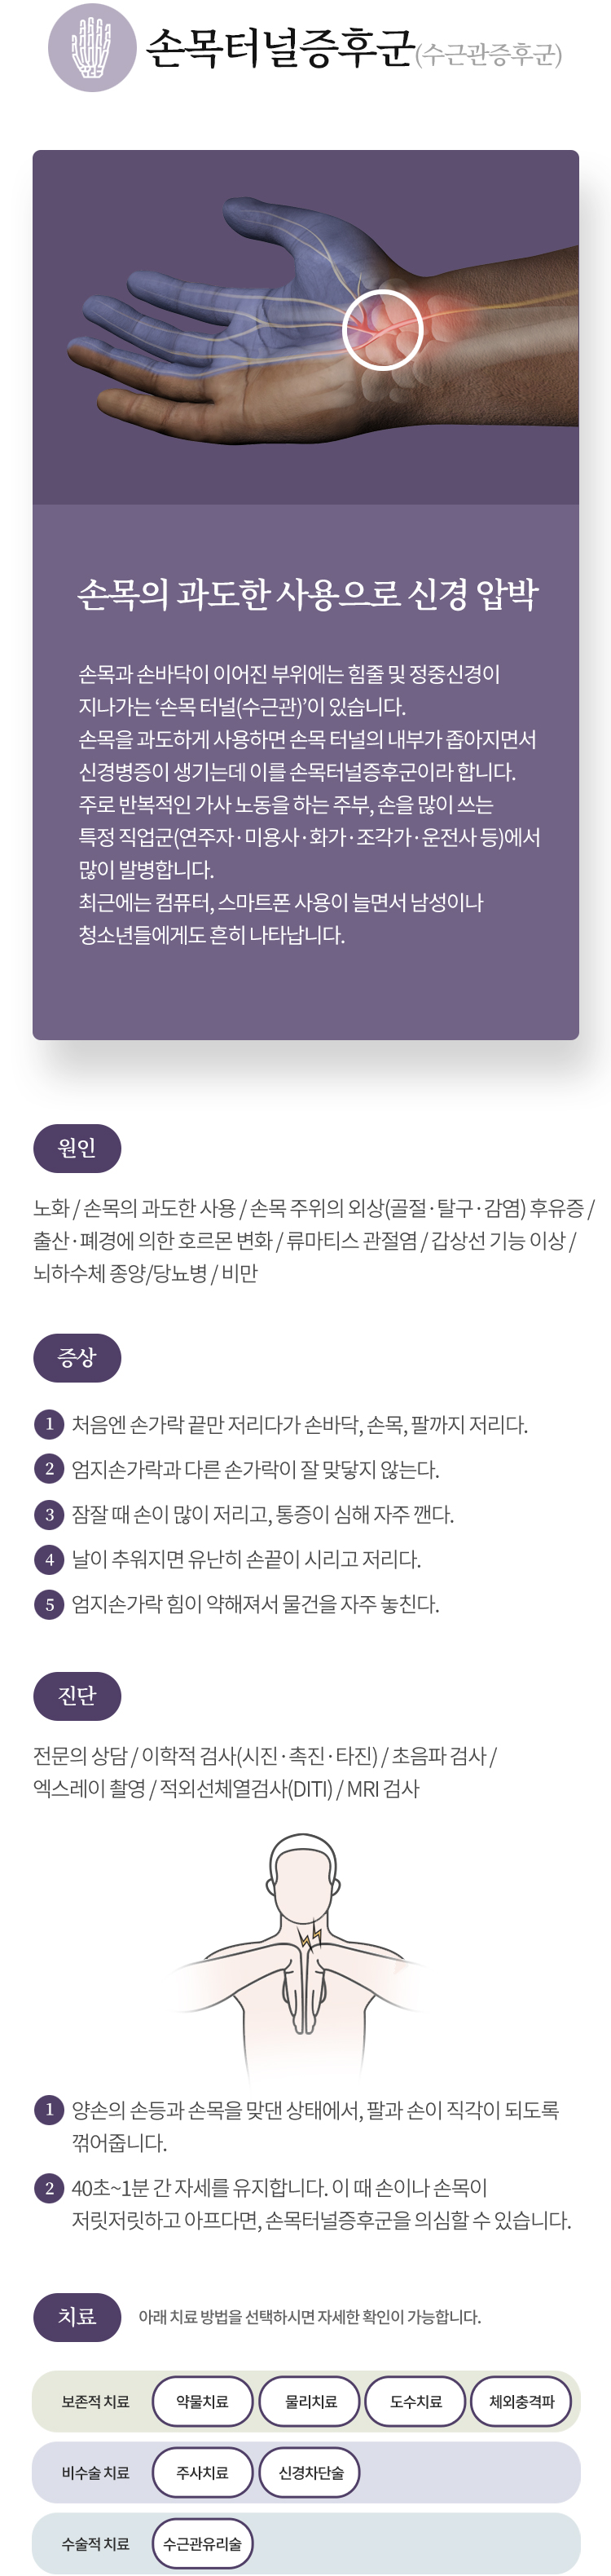 손목터널증후군(수근관증후군)
손목의 과도한 사용으로 신경 압박
손목과 손바닥이 이어진 부위에는 힘줄 및 정중신경이
지나가는 ‘손목 터널(수근관)’이 있습니다.
손목을 과도하게 사용하면 손목 터널의 내부가 좁아지면서
신경병증이 생기는데 이를 손목터널증후군이라 합니다.
주로 반복적인 가사 노동을 하는 주부, 손을 많이 쓰는
특정 직업군(연주자·미용사·화가·조각가·운전사 등)에서
많이 발병합니다.
최근에는 컴퓨터, 스마트폰 사용이 늘면서 남성이나
청소년들에게도 흔히 나타납니다.
원인
노화 / 손목의 과도한 사용 / 손목 주위의 외상(골절·탈구·감염) 후유증 /
출산·폐경에 의한 호르몬 변화 / 류마티스 관절염 / 갑상선 기능 이상 /
뇌하수체 종양/당뇨병 / 비만
증상
1 처음엔 손가락 끝만 저리다가 손바닥, 손목, 팔까지 저리다.
2 엄지손가락과 다른 손가락이 잘 맞닿지 않는다.
3 잠잘 때 손이 많이 저리고, 통증이 심해 자주 깬다.
4 날이 추워지면 유난히 손끝이 시리고 저리다.
5 엄지손가락 힘이 약해져서 물건을 자주 놓친다.
진단
전문의 상담 / 이학적 검사(시진·촉진·타진) / 초음파 검사 /
엑스레이 촬영 / 적외선체열검사(DITI) / MRI 검사
1 양손의 손등과 손목을 맞댄 상태에서, 팔과 손이 직각이 되도록
꺾어줍니다.
2 40초~1분 간 자세를 유지합니다. 이 때 손이나 손목이
저릿저릿하고 아프다면, 손목터널증후군을 의심할 수 있습니다.
치료 아래 치료 방법을 선택하시면 자세한 확인이 가능합니다.
보존적 치료 약물치료 물리치료 도수치료 체외충격파
비수술 치료 주사치료 신경차단술
수술적 치료 수근관유리술